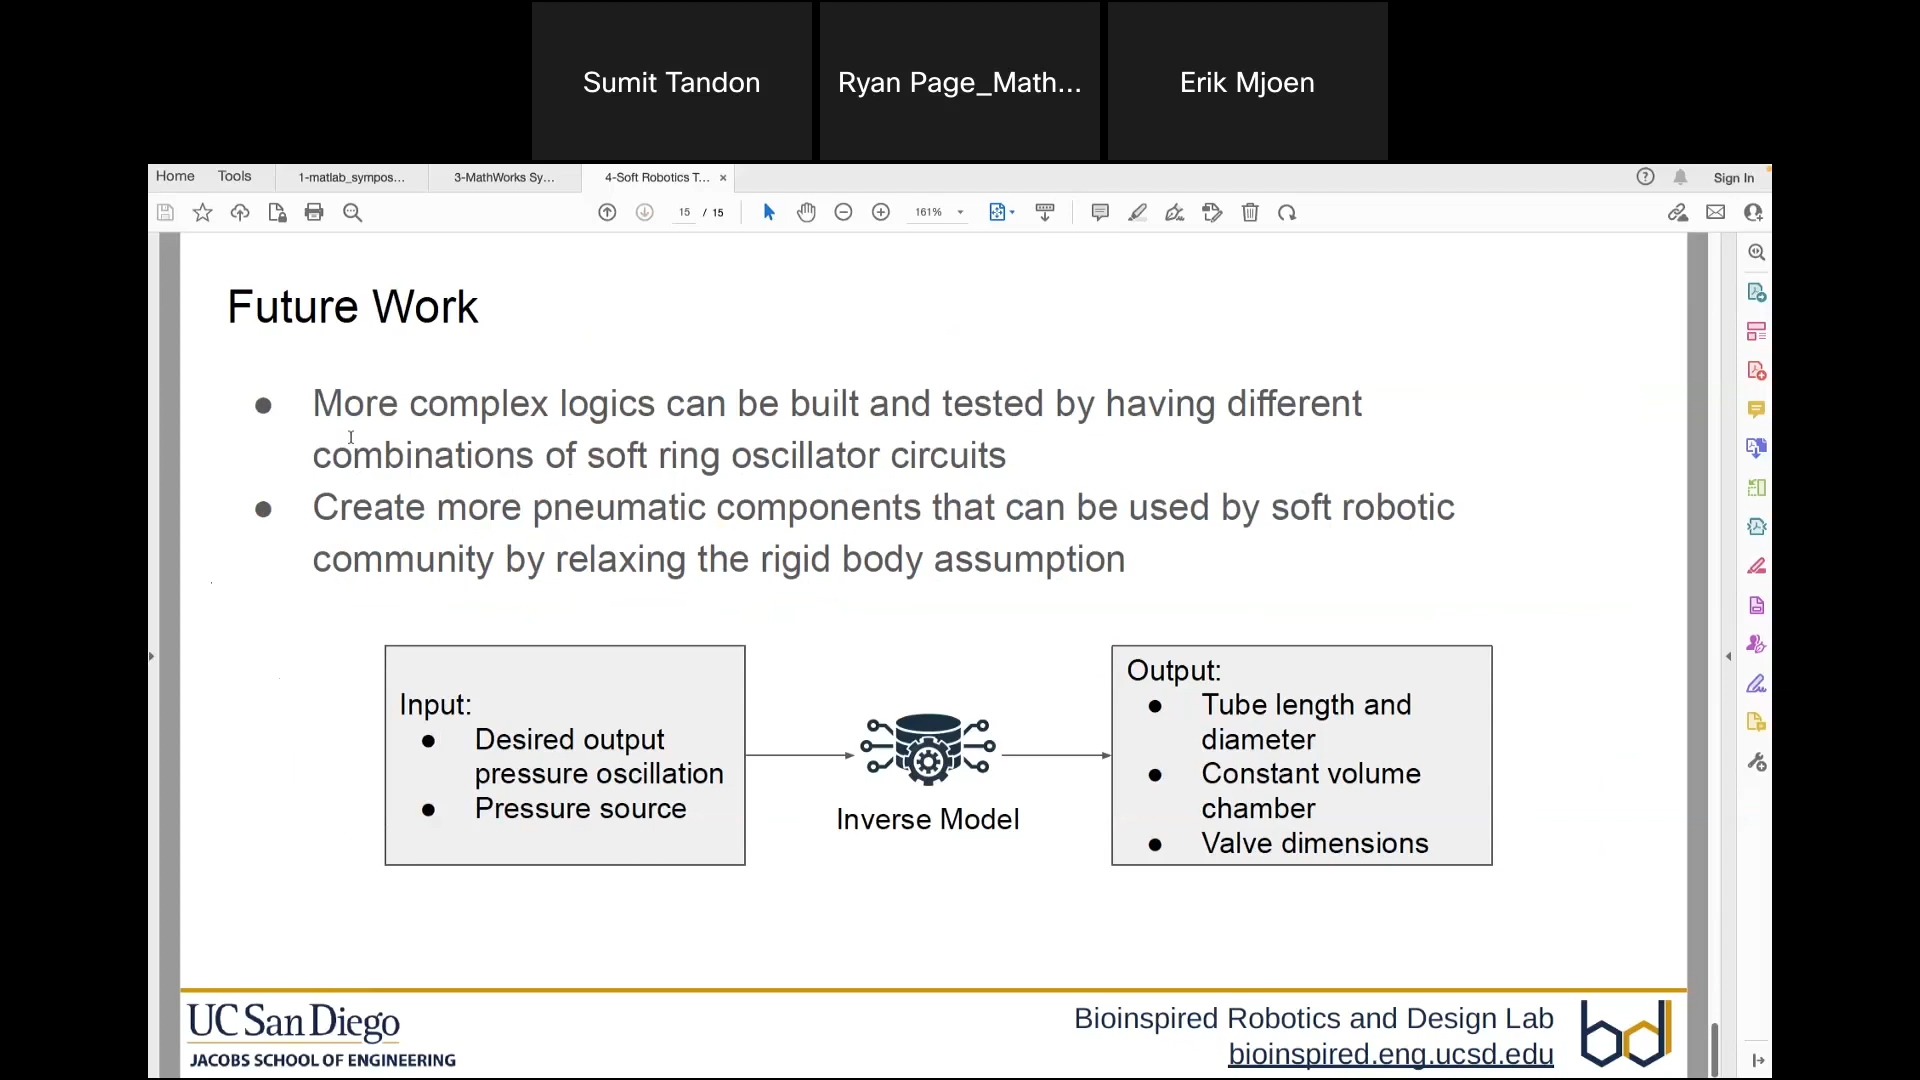 Sumit Tandon
Ryan Page_Math...
Erik Mjoen
Home
Tools
1-matlab_sympos...
3-MathWorks Sy...
4-Soft Robotics T...
Sign In
15 / 15
161%
Future Work
● More complex logics can be built and tested by having different
combinations of soft ring oscillator circuits
● Create more pneumatic components that can be used by soft robotic
community by relaxing the rigid body assumption
Input:
● Desired output
pressure oscillation
● Pressure source
Inverse Model
Output:
● Tube length and
diameter
● Constant volume
chamber
● Valve dimensions
UC San Diego
JACOBS SCHOOL OF ENGINEERING
Bioinspired Robotics and Design Lab
bioinspired.eng.ucsd.edu
bd